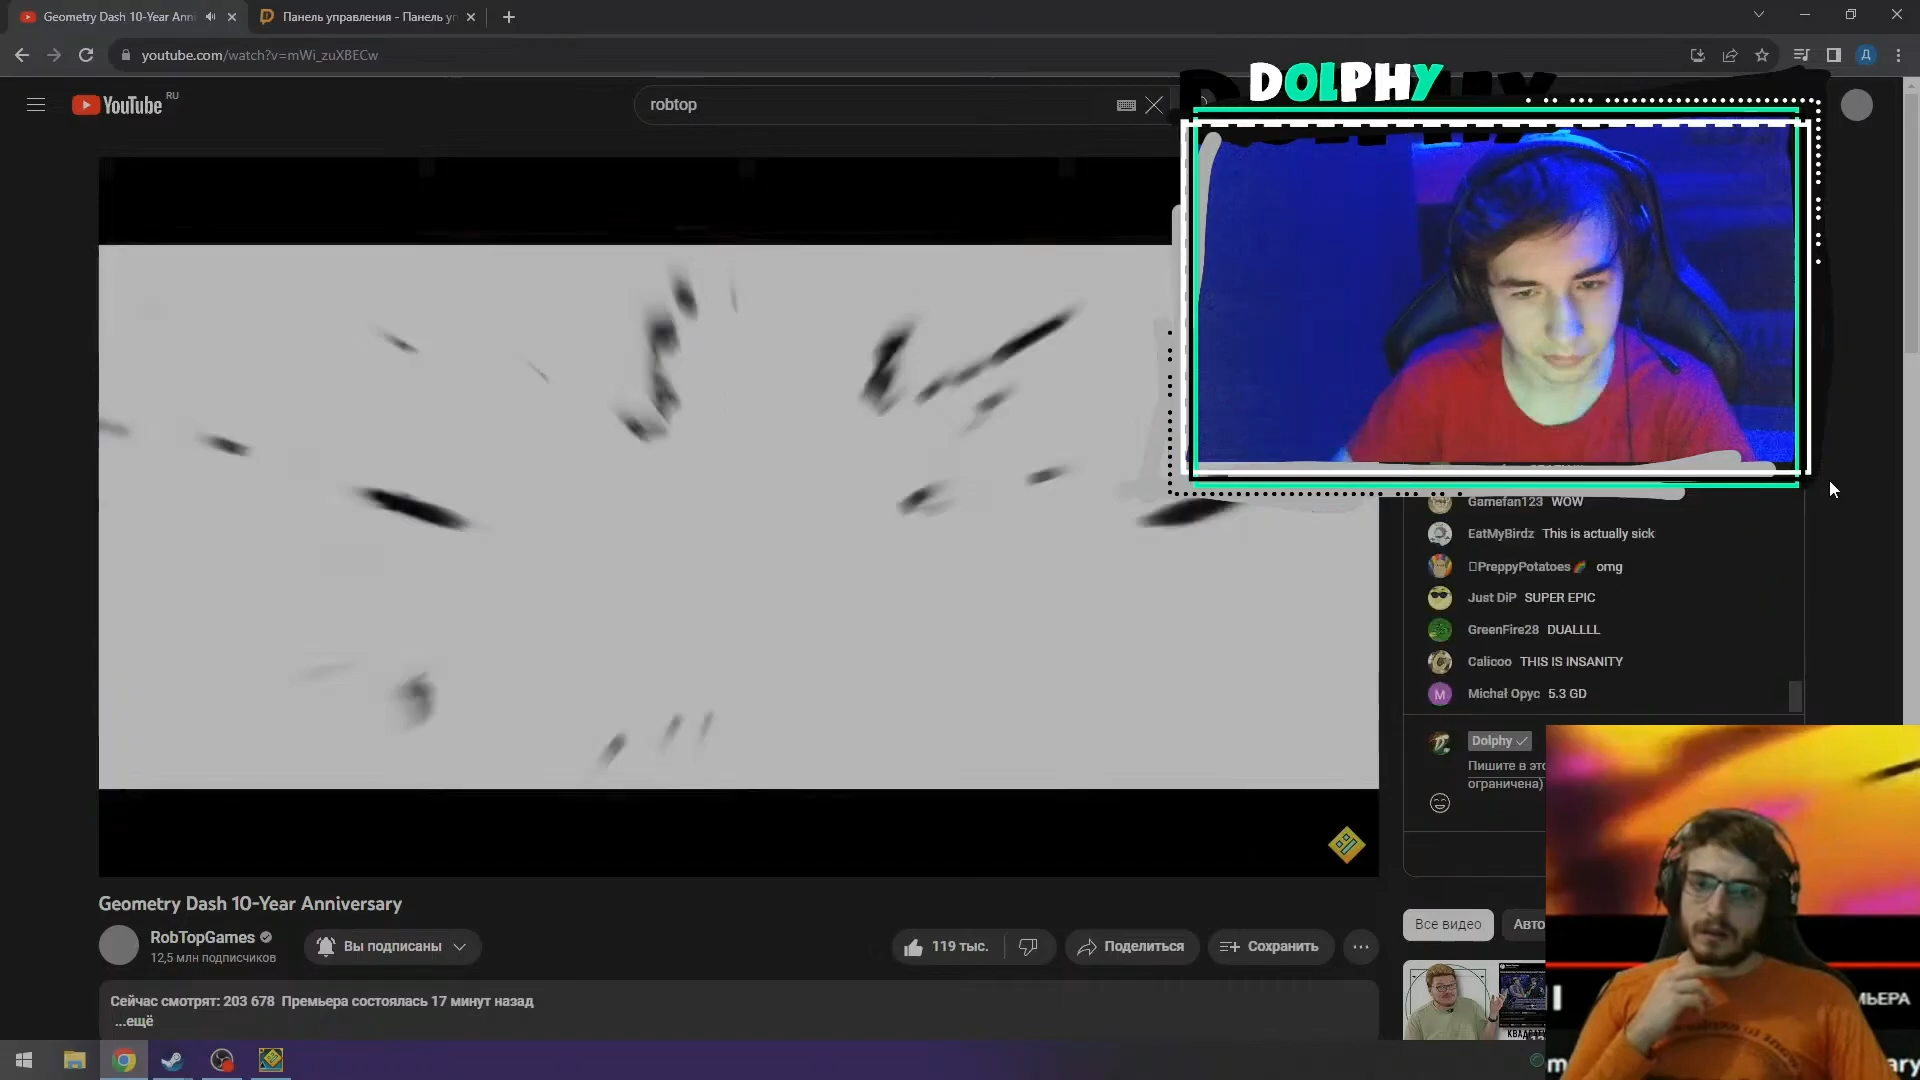 Geometry Dash 10-Year Anni
Панель управления - Панель уп
youtube.com/watch?v=mWi_zuXBECw
Д
YouTube RU
robtop
DOLPHY
Gamefan123 WOW
EatMyBirdz This is actually sick
PreppyPotatoes omg
Just DiP SUPER EPIC
GreenFire28 DUALLLL
Calicoo THIS IS INSANITY
M Michał Opyc 5.3 GD
Dolphy
Пишите в это
ограничена)
Geometry Dash 10-Year Anniversary
RobTopGames
12,5 млн подписчиков
Вы подписаны
119 тыс.
Поделиться
Сохранить
Все видео
Авто
Сейчас смотрят: 203 678 Премьера состоялась 17 минут назад
...ещё
МЬЕРА
ary